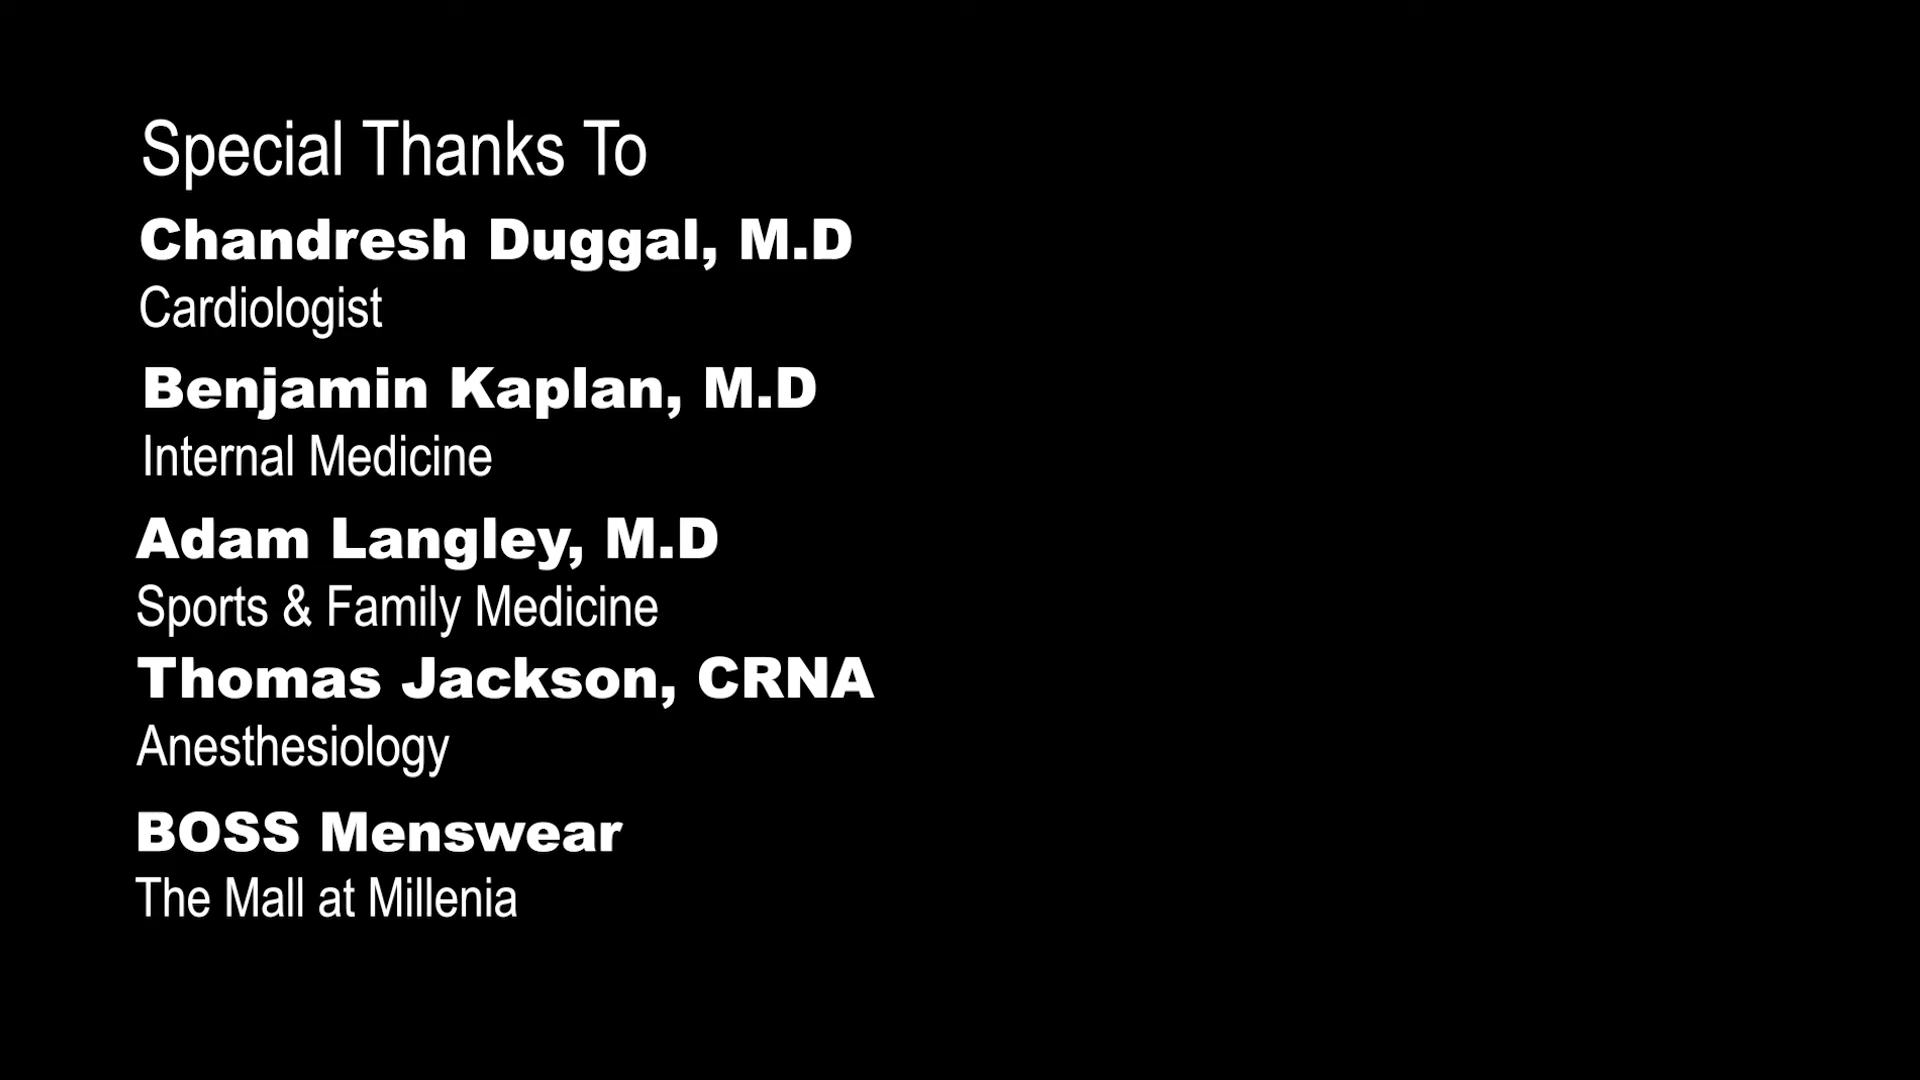 Special Thanks To
Chandresh Duggal, M.D
Cardiologist
Benjamin Kaplan, M.D
Internal Medicine
Adam Langley, M.D
Sports & Family Medicine
Thomas Jackson, CRNA
Anesthesiology
BOSS Menswear
The Mall at Millenia